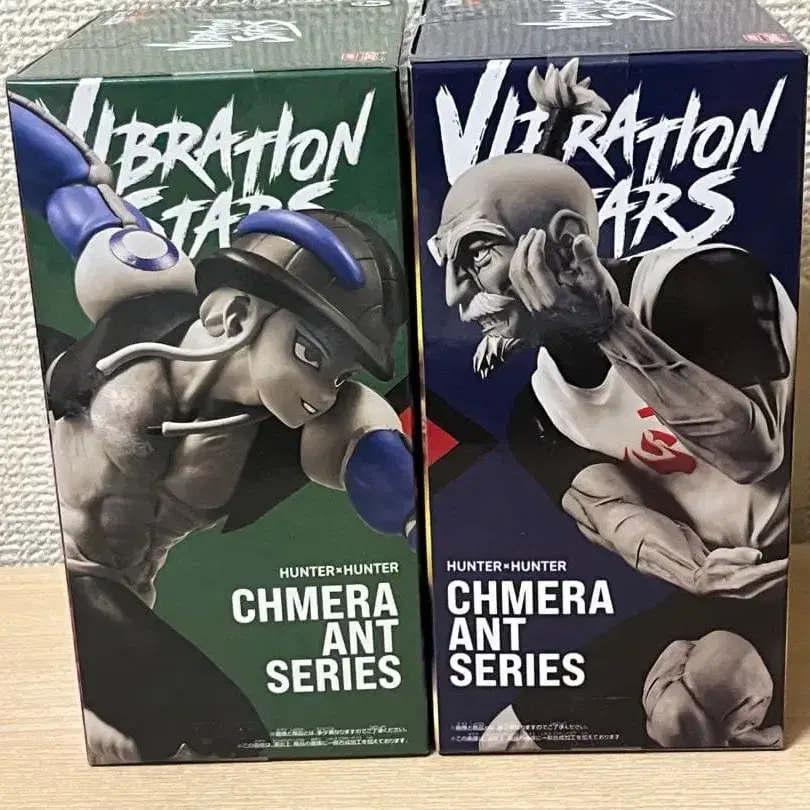 VIBRATION
STARS
HUNTER×HUNTER
CHMERA
ANT
SERIES
VIBRATION
STARS
HUNTER×HUNTER
CHMERA
ANT
SERIES